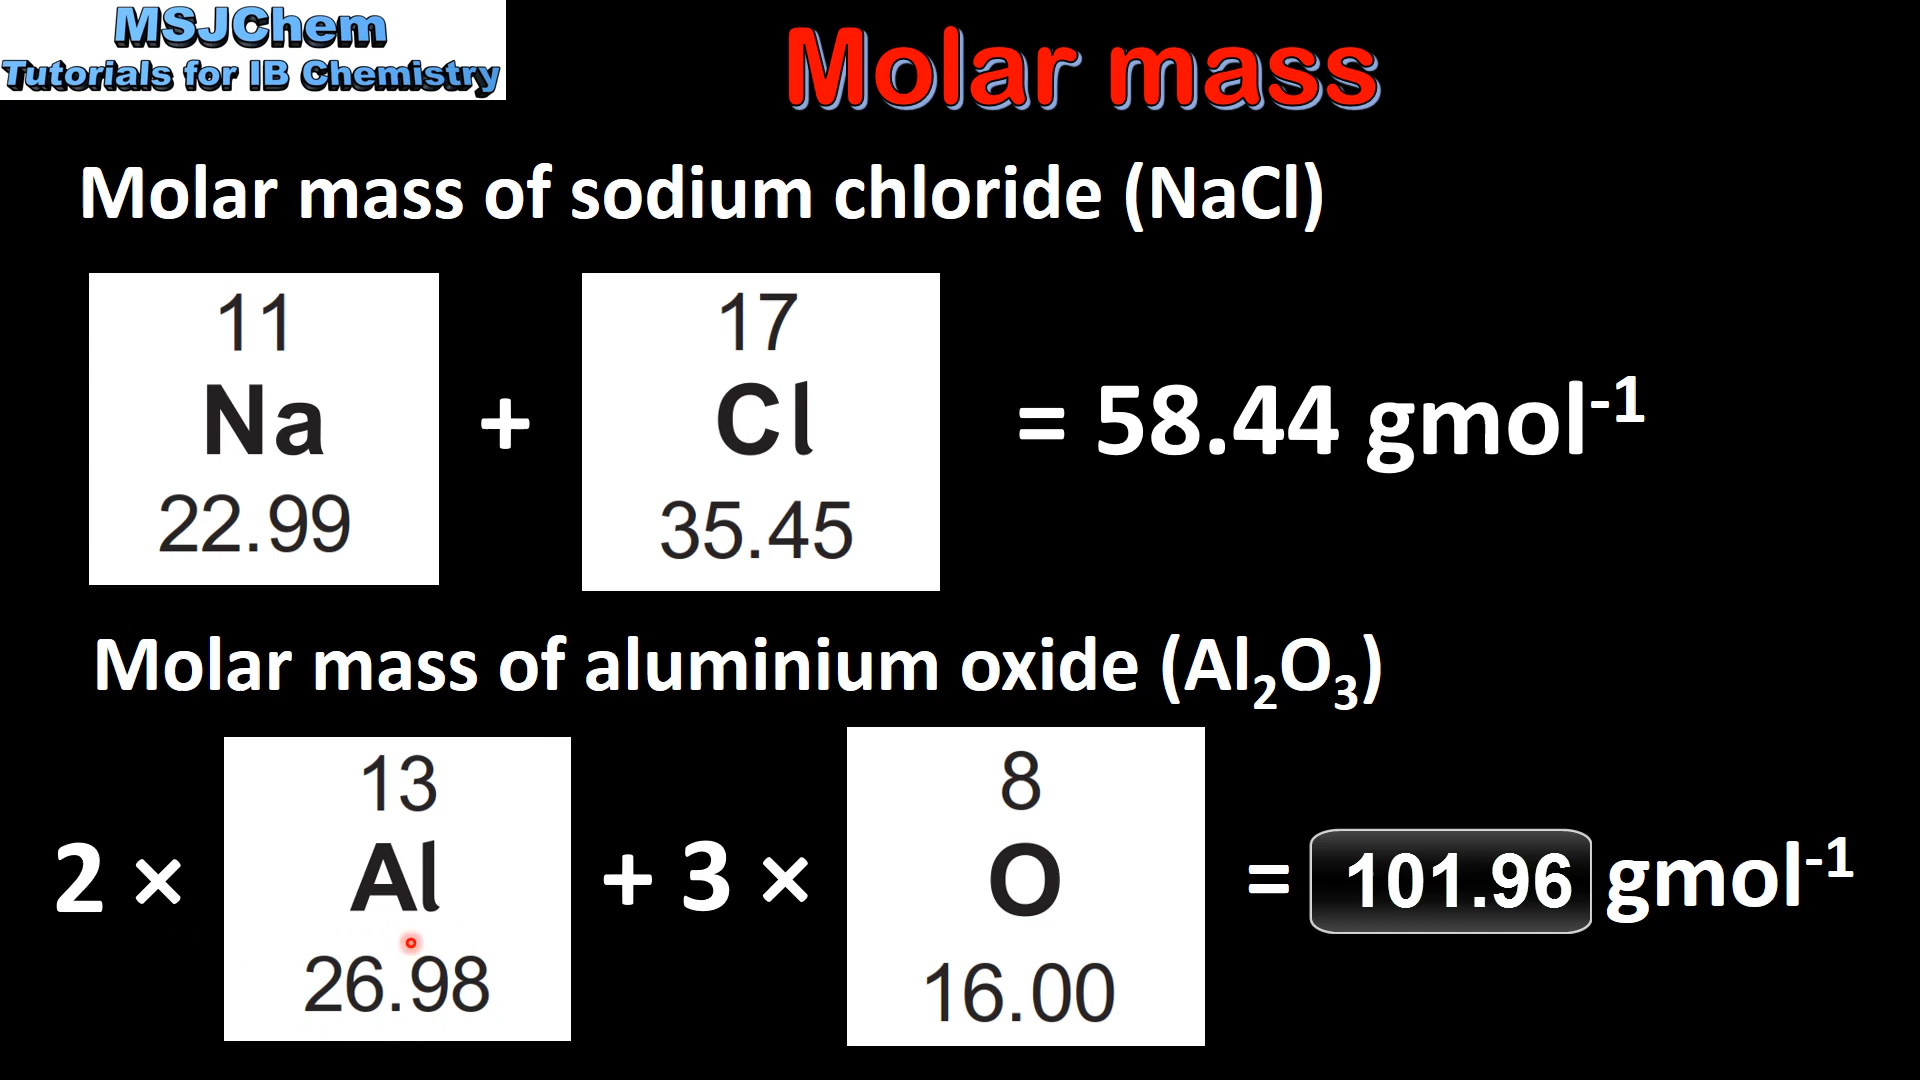 MSJChem
Tutorials for IB Chemistry
Molar mass
Molar mass of sodium chloride (NaCl)
11
Na
22.99
+
17
Cl
35.45
= 58.44 gmol⁻¹
Molar mass of aluminium oxide (Al₂O₃)
2 ×
13
Al
26.98
+ 3 ×
8
O
16.00
= 101.96 gmol⁻¹